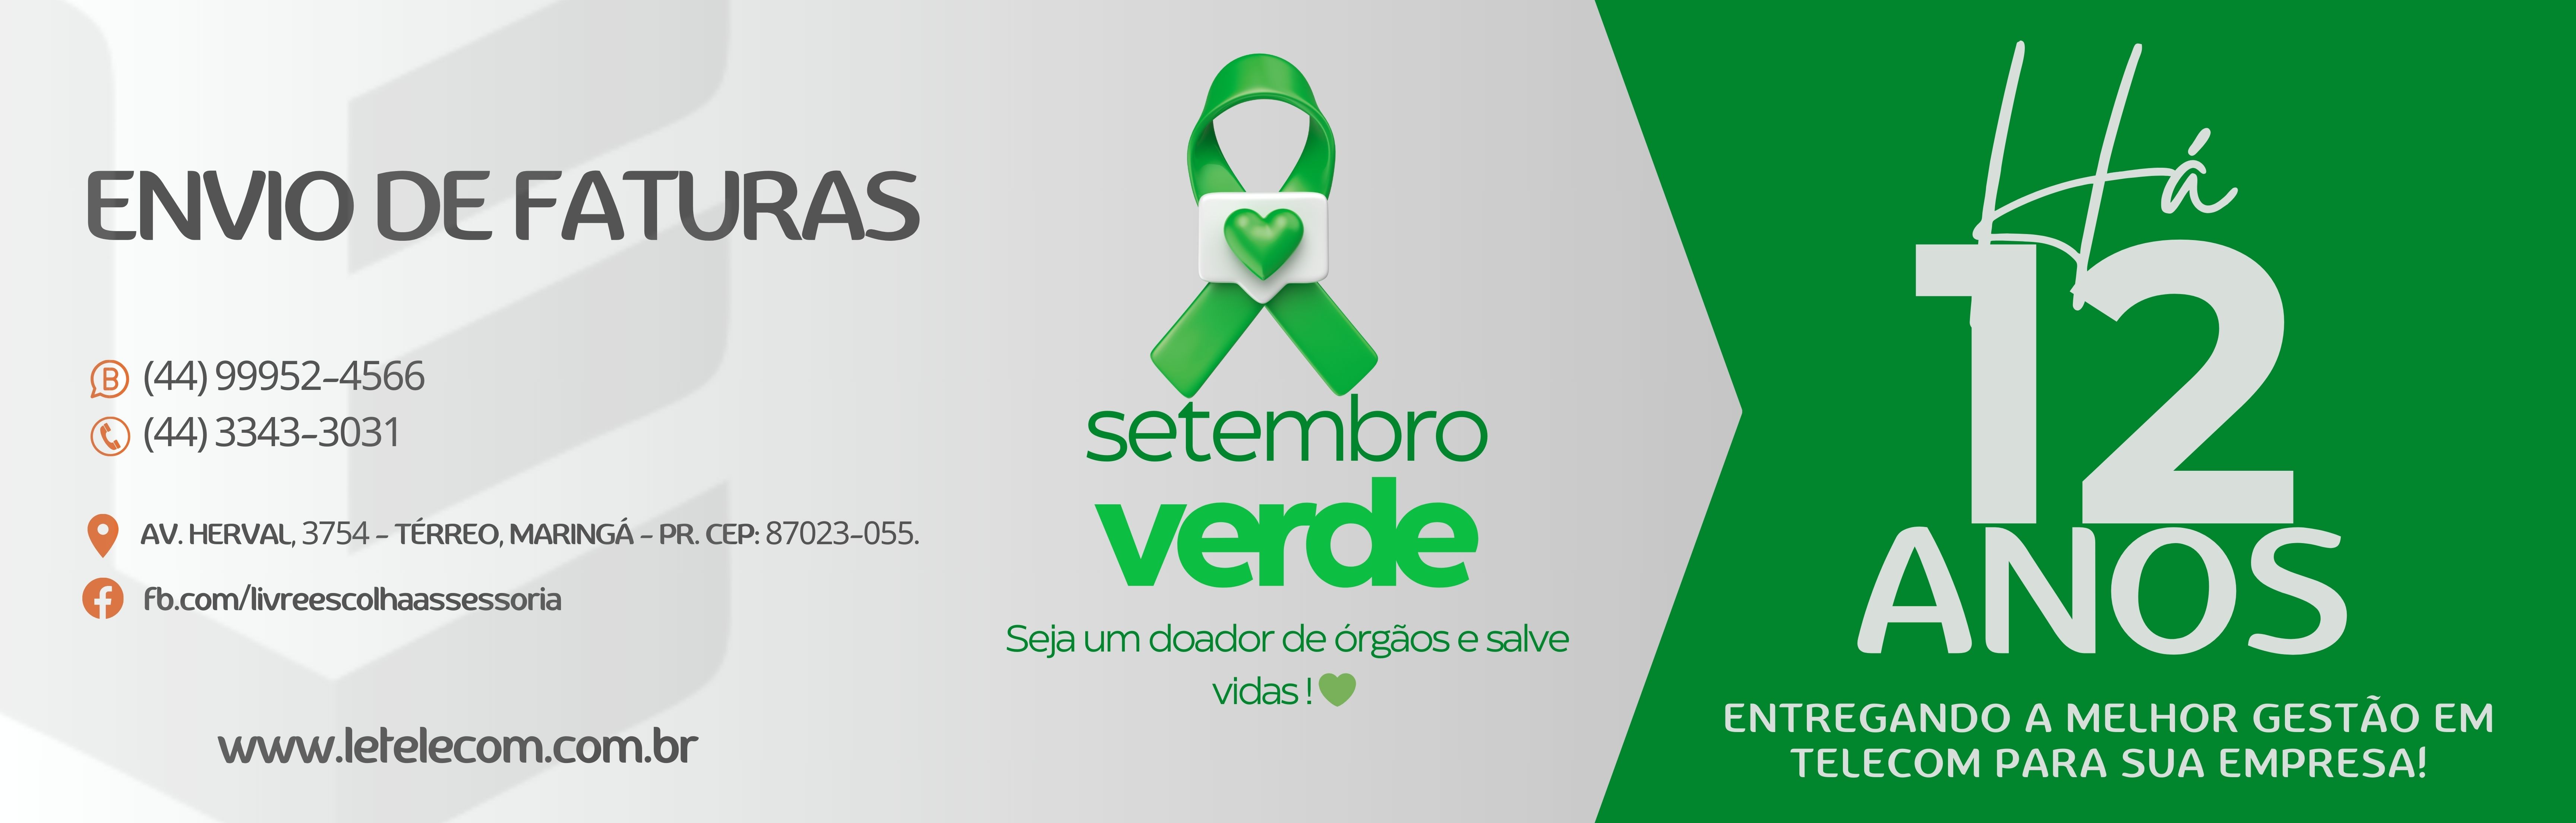 ENVIO DE FATURAS
(44) 99952-4566
(44) 3343-3031
AV. HERVAL, 3754 - TÉRREO, MARINGÁ - PR. CEP: 87023-055.
fb.com/livreescolhaassessoria
www.letelecom.com.br
setembro
verde
Seja um doador de órgãos e salve
vidas !💚
Há
12
ANOS
ENTREGANDO A MELHOR GESTÃO EM
TELECOM PARA SUA EMPRESA!